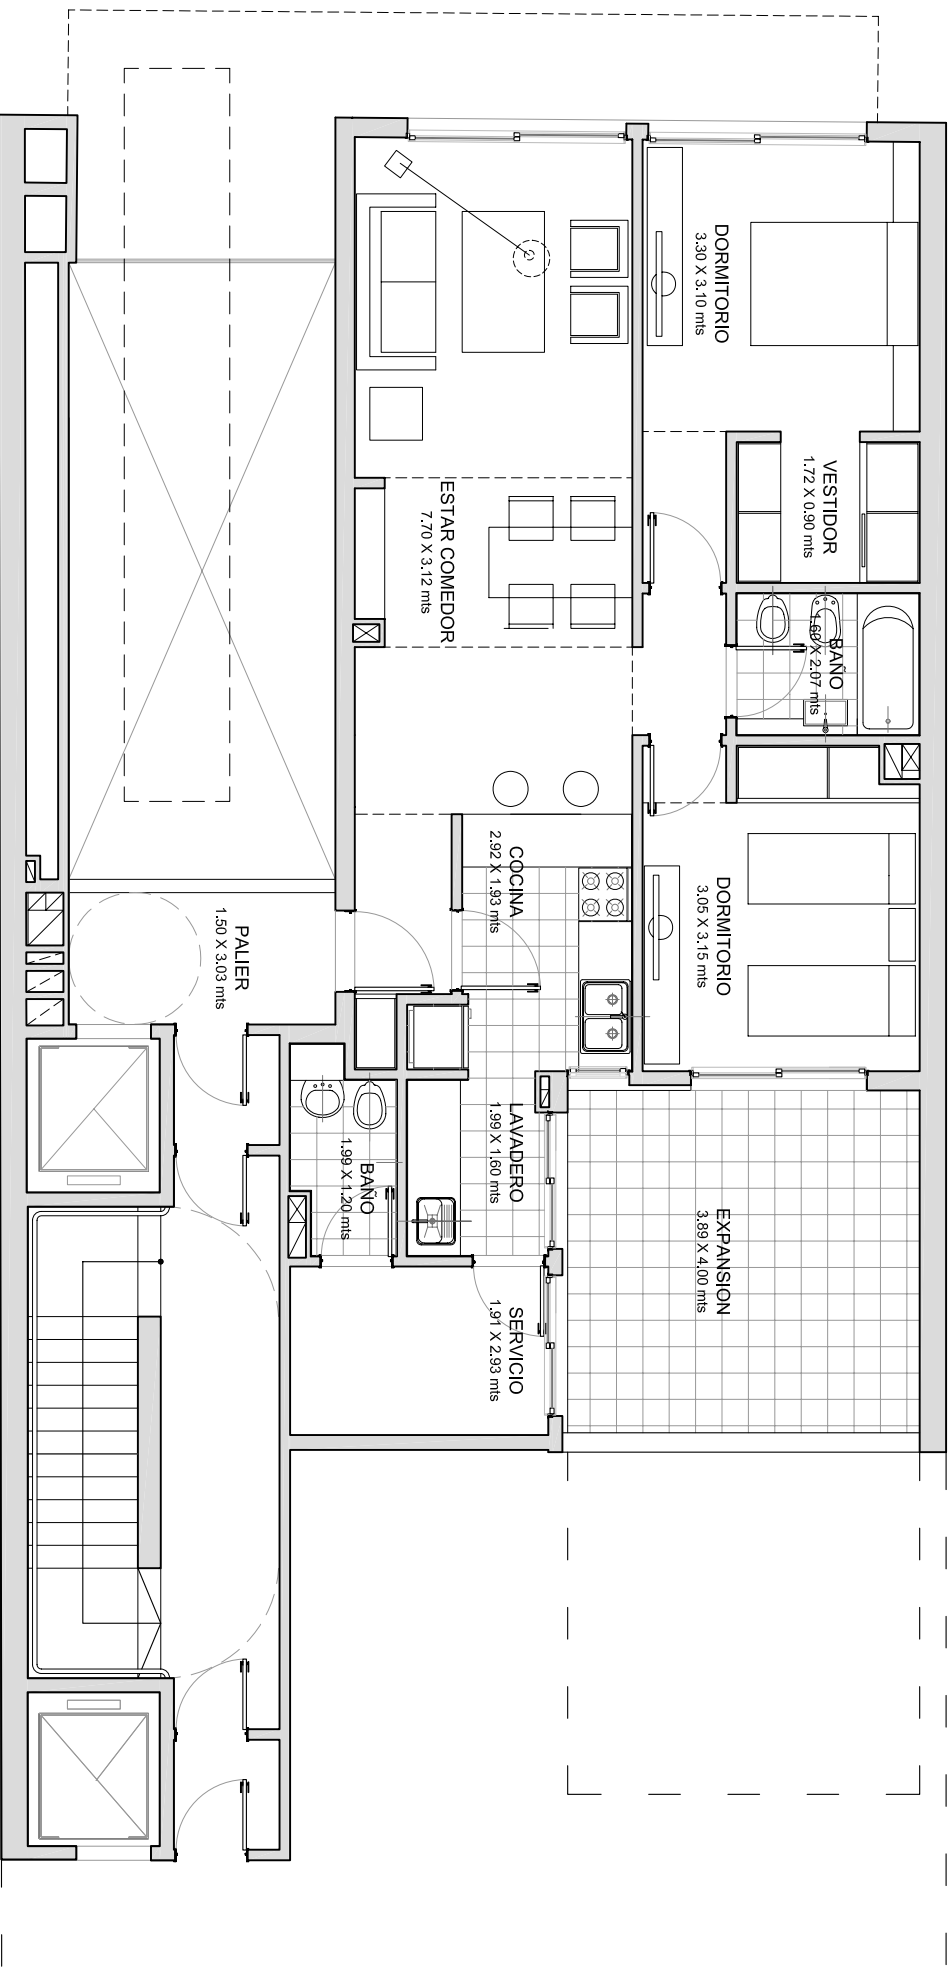 DORMITORIO
3.30 X 3.10 mts
VESTIDOR
1.72 X 0.90 mts
ESTAR COMEDOR
7.70 X 3.12 mts
BAÑO
1.60 X 2.07 mts
COCINA
2.92 X 1.93 mts
DORMITORIO
3.05 X 3.15 mts
PALIER
1.50 X 3.03 mts
LAVADERO
1.99 X 1.60 mts
BAÑO
1.99 X 1.20 mts
EXPANSION
3.89 X 4.00 mts
SERVICIO
1.91 X 2.93 mts